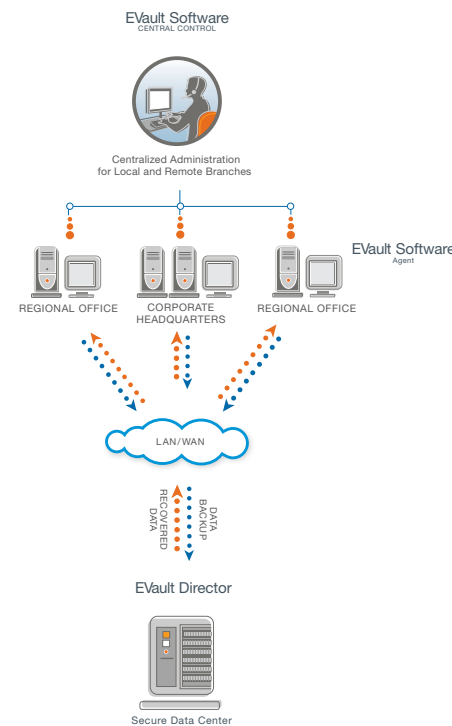 EVault Software
CENTRAL CONTROL
Centralized Administration
for Local and Remote Branches
EVault Software
Agent
REGIONAL OFFICE
CORPORATE
HEADQUARTERS
REGIONAL OFFICE
LAN/WAN
RECOVERED
DATA
DATA
BACKUP
EVault Director
Secure Data Center